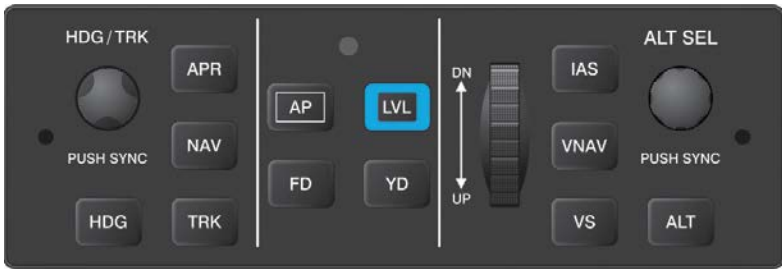 HDG / TRK
APR
PUSH SYNC
NAV
HDG
TRK
AP
LVL
FD
YD
DN
UP
IAS
VNAV
VS
ALT SEL
PUSH SYNC
ALT